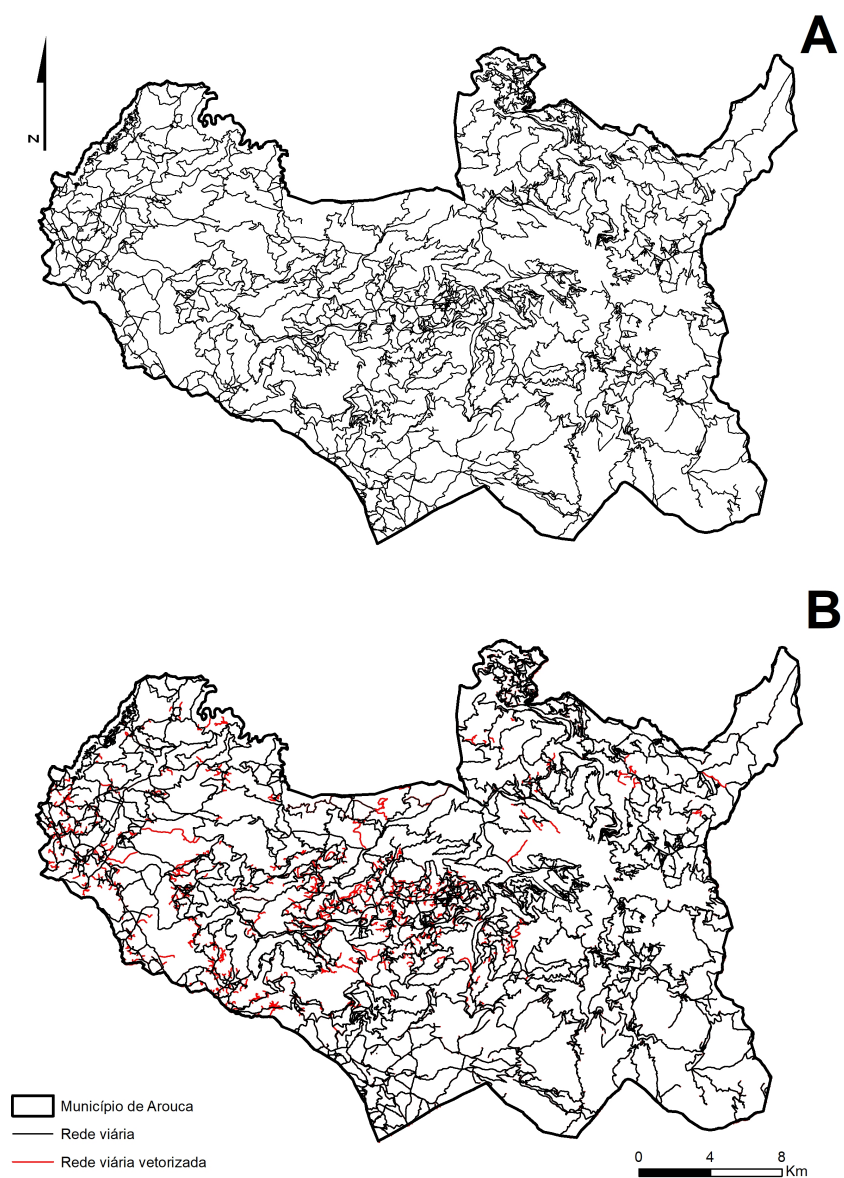 A
N
B
Município de Arouca
Rede viária
Rede viária vetorizada
0 4 8
Km